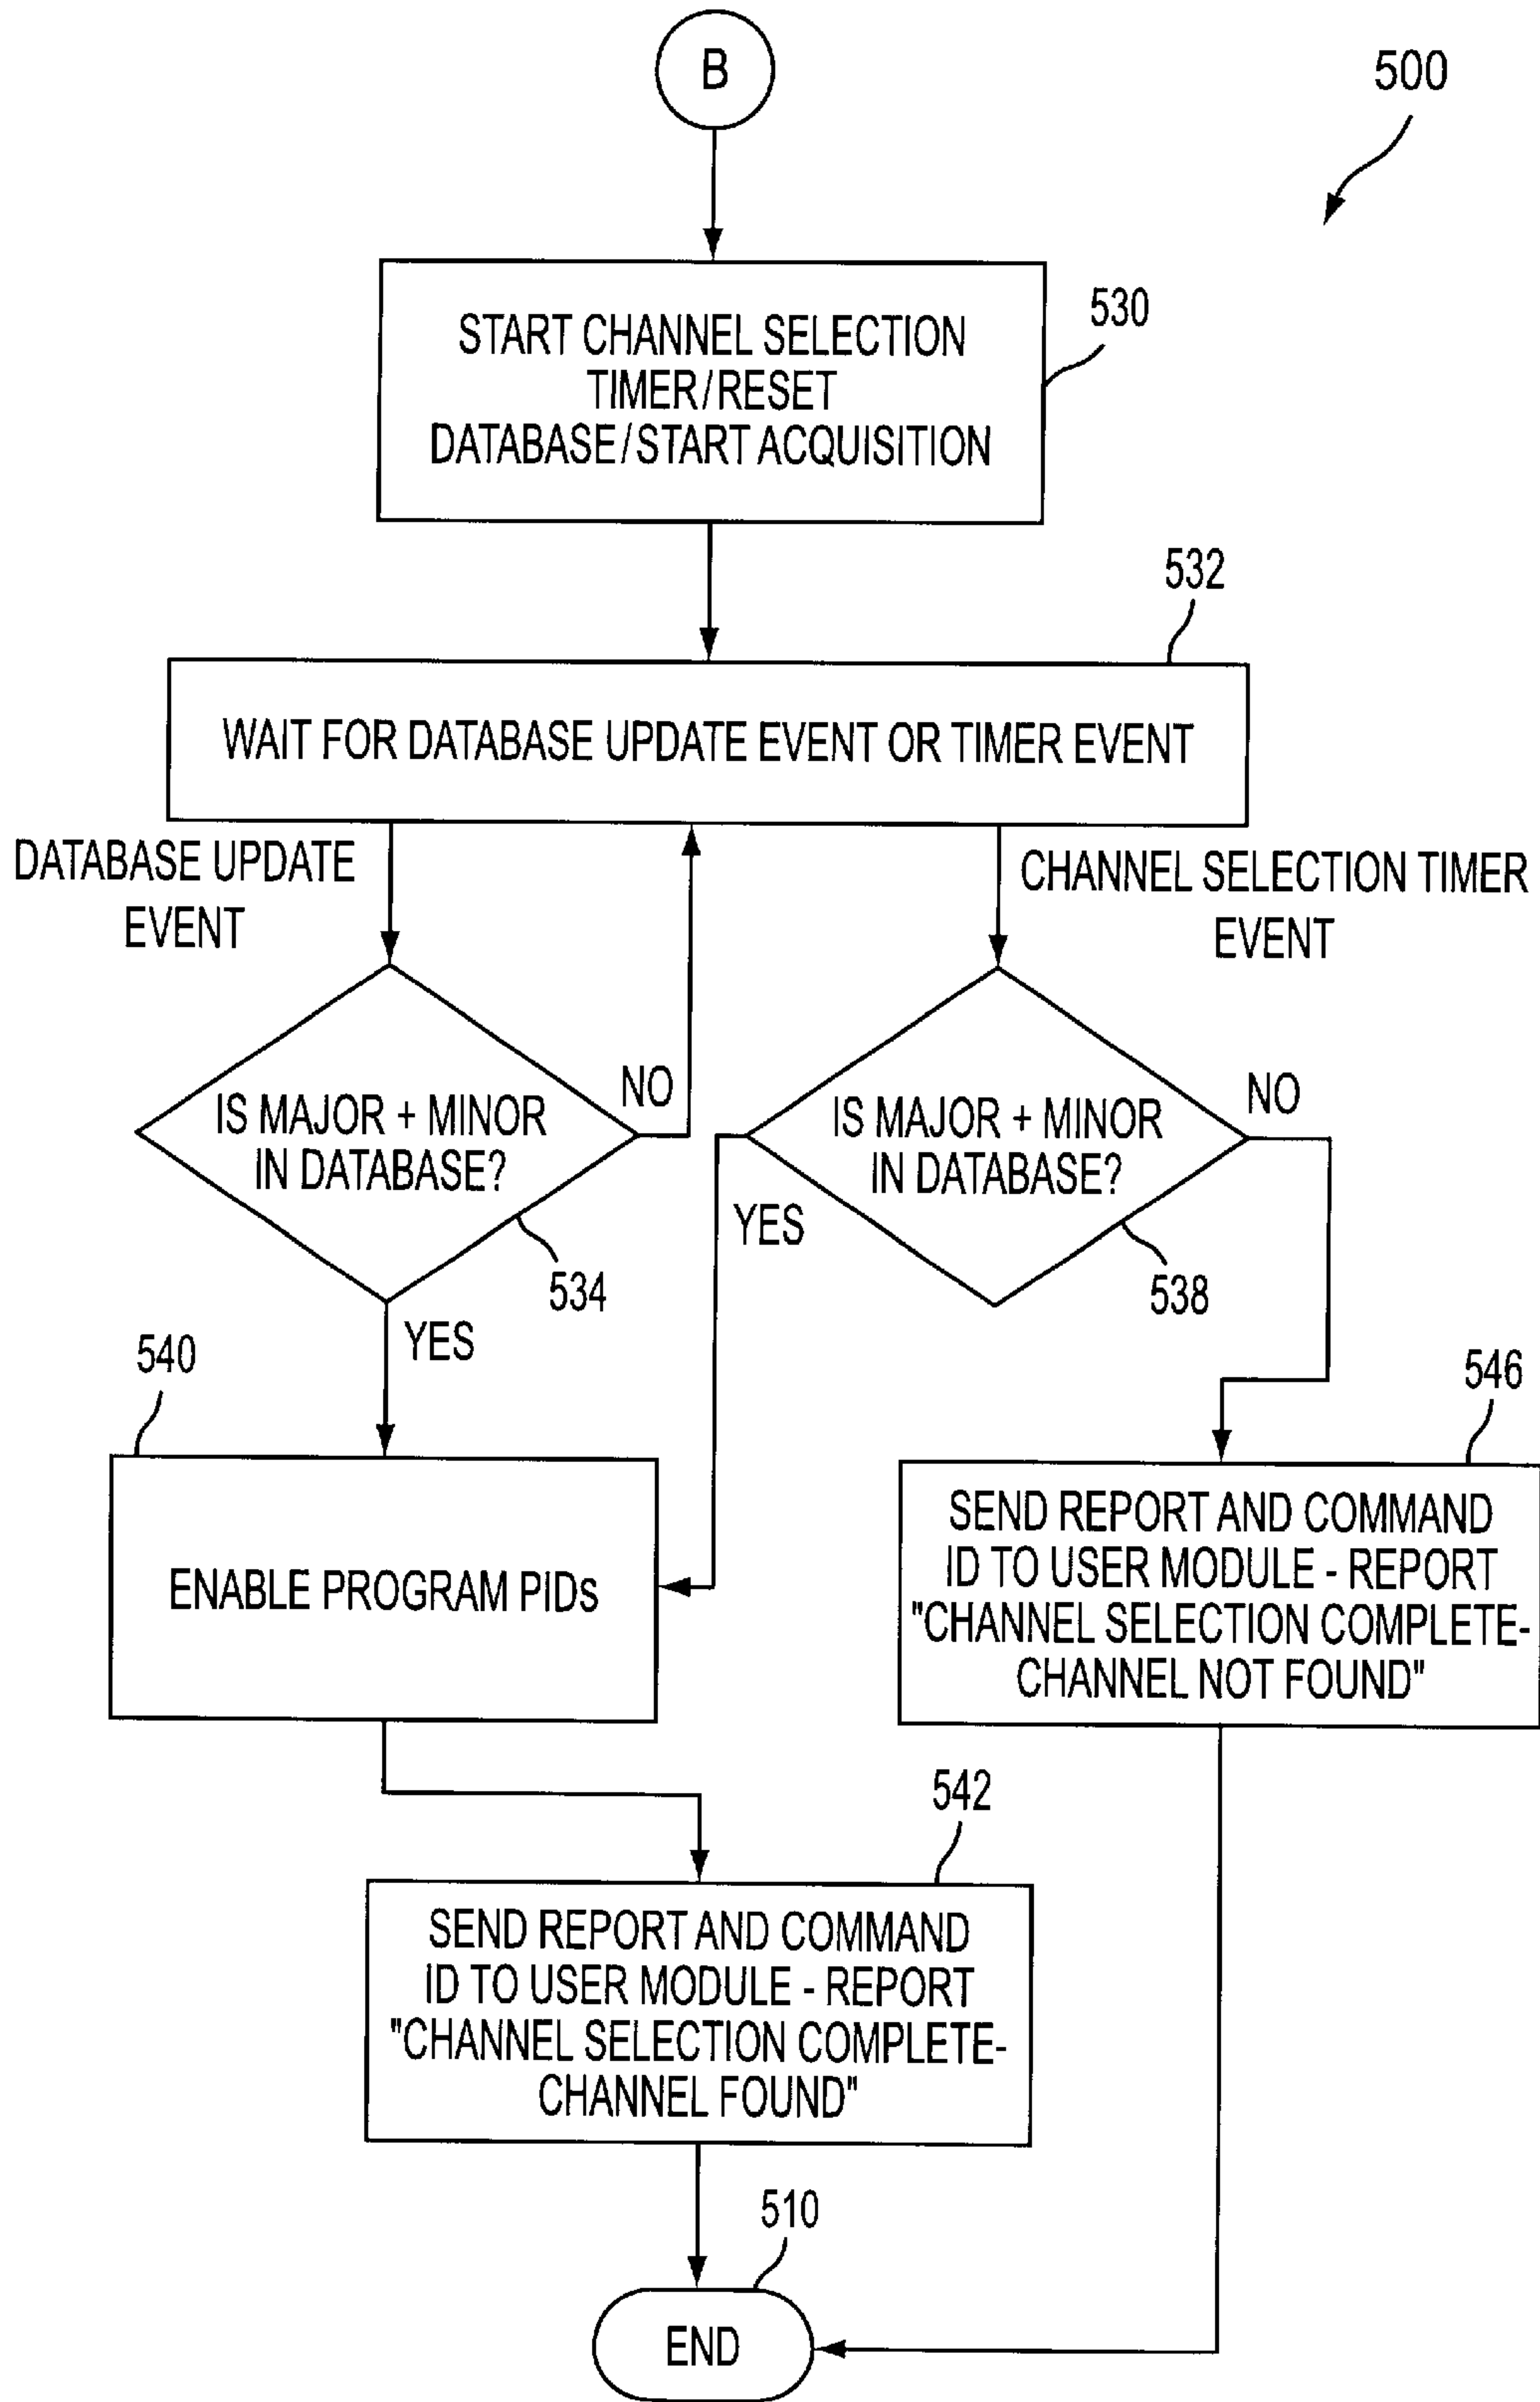 B
500
START CHANNEL SELECTION
TIMER/RESET
DATABASE/START ACQUISITION
530
532
WAIT FOR DATABASE UPDATE EVENT OR TIMER EVENT
DATABASE UPDATE
EVENT
CHANNEL SELECTION TIMER
EVENT
IS MAJOR + MINOR
IN DATABASE?
NO
534
YES
IS MAJOR + MINOR
IN DATABASE?
NO
YES
538
540
ENABLE PROGRAM PIDs
546
SEND REPORT AND COMMAND
ID TO USER MODULE - REPORT
"CHANNEL SELECTION COMPLETE-
CHANNEL NOT FOUND"
542
SEND REPORT AND COMMAND
ID TO USER MODULE - REPORT
"CHANNEL SELECTION COMPLETE-
CHANNEL FOUND"
510
END